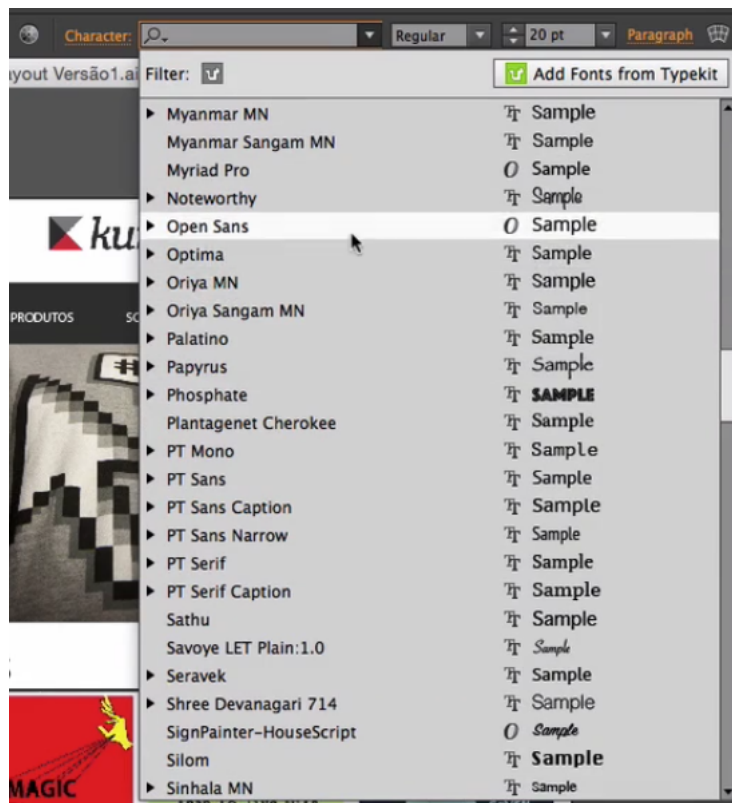 Character: Regular 20 pt Paragraph
yout Versão1.ai Filter: Add Fonts from Typekit
Myanmar MN Sample
Myanmar Sangam MN Sample
Myriad Pro Sample
Noteworthy Sample
Open Sans Sample
Optima Sample
Oriya MN Sample
Oriya Sangam MN Sample
PRODUTOS
Palatino Sample
Papyrus Sample
Phosphate SAMPLE
Plantagenet Cherokee Sample
PT Mono Sample
PT Sans Sample
PT Sans Caption Sample
PT Sans Narrow Sample
PT Serif Sample
PT Serif Caption Sample
Sathu Sample
Savoye LET Plain:1.0 Sample
Seravek Sample
Shree Devanagari 714 Sample
SignPainter-HouseScript Sample
Silom Sample
MAGIC Sinhala MN Sample